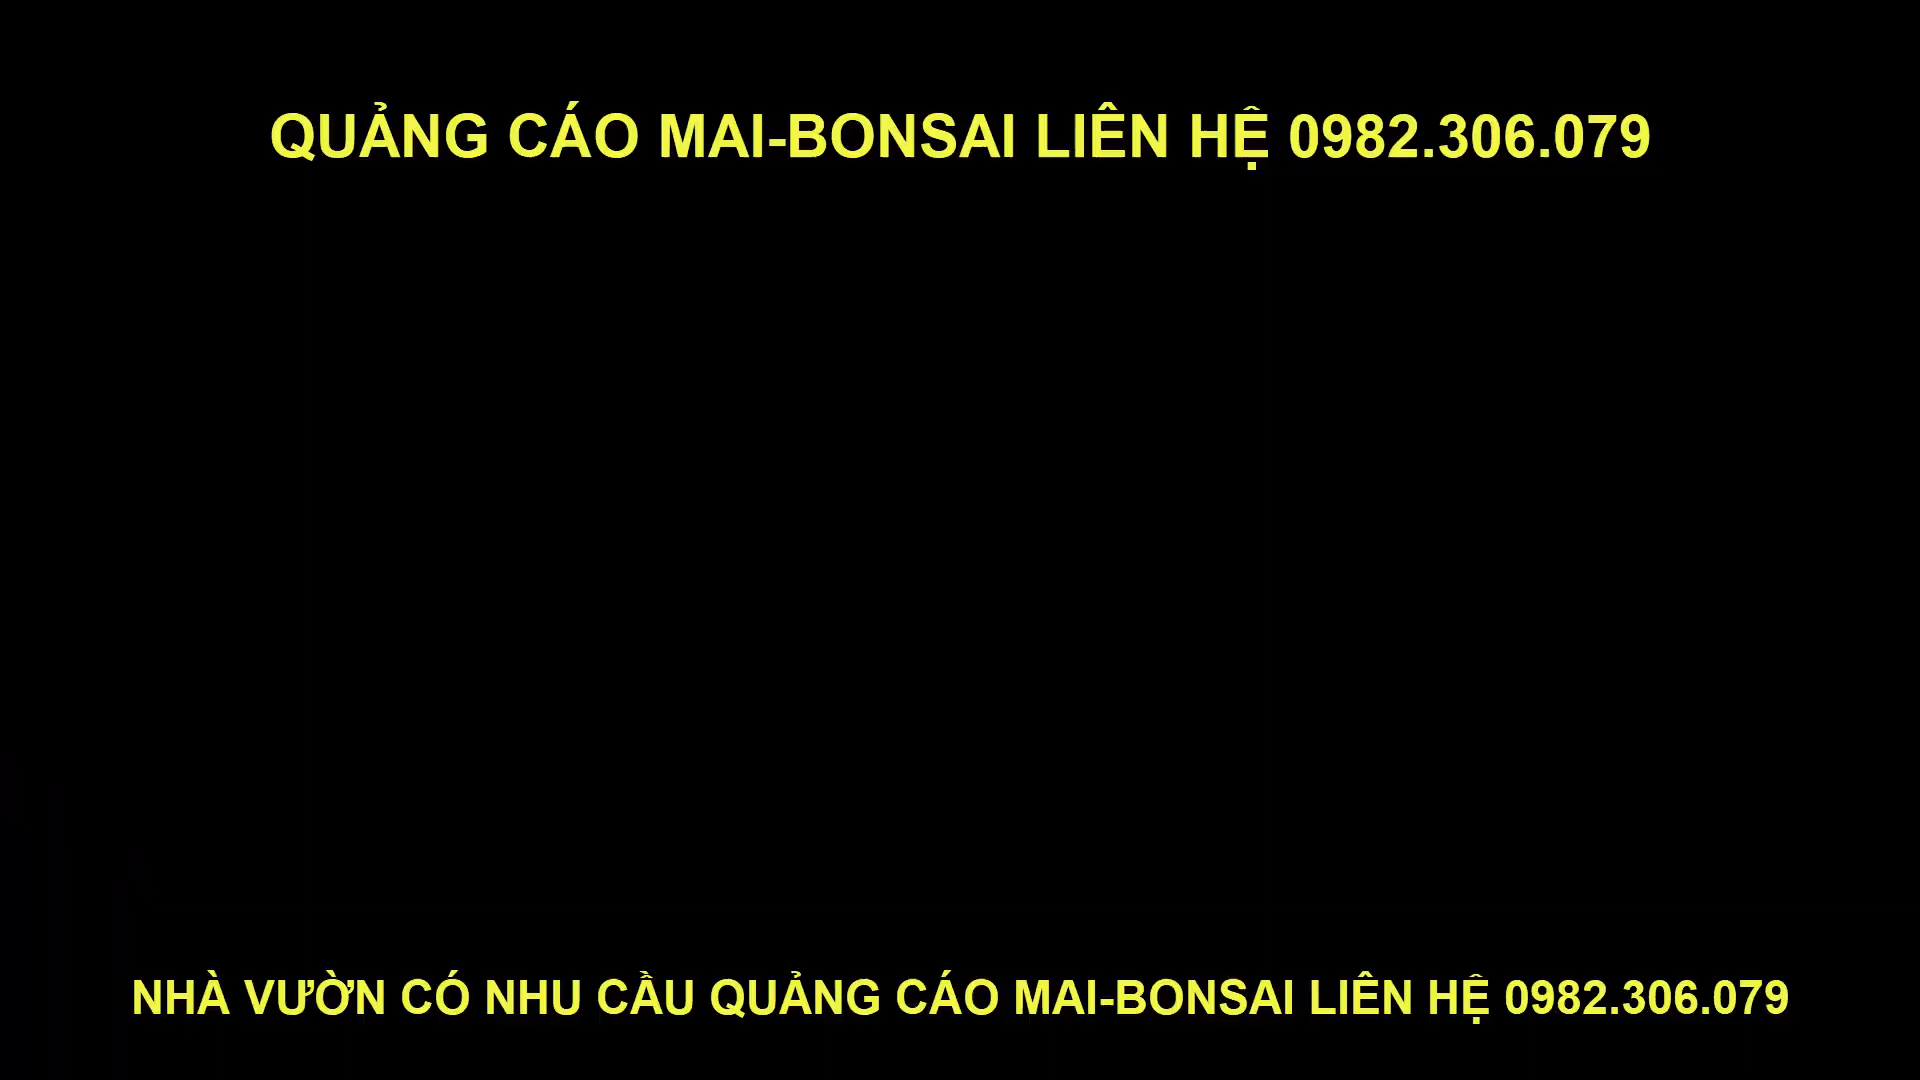 QUẢNG CÁO MAI-BONSAI LIÊN HỆ 0982.306.079
NHÀ VƯỜN CÓ NHU CẦU QUẢNG CÁO MAI-BONSAI LIÊN HỆ 0982.306.079